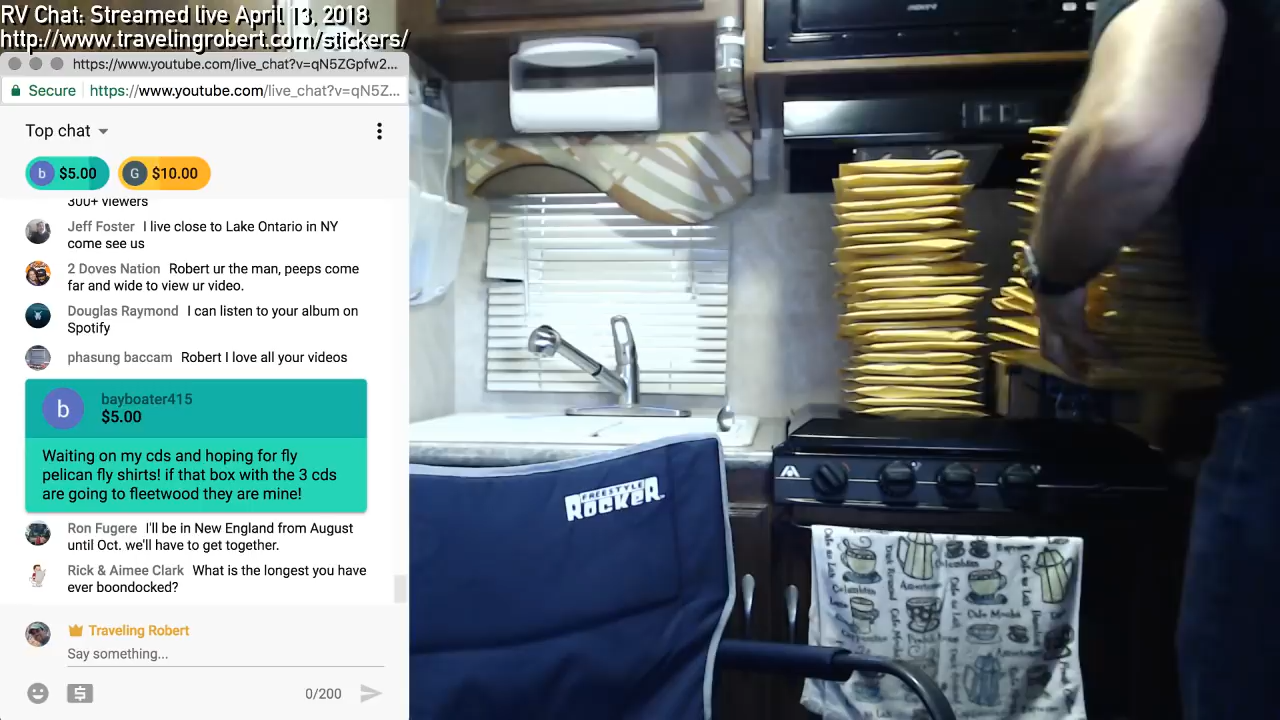 RV Chat: Streamed live April 13, 2018
http://www.travelingrobert.com/stickers/
https://www.youtube.com/live_chat?v=qN5ZGpfw2...
Secure https://www.youtube.com/live_chat?v=qN5Z...
Top chat
b $5.00 G $10.00
300+ viewers
Jeff Foster I live close to Lake Ontario in NY
come see us
2 Doves Nation Robert ur the man, peeps come
far and wide to view ur video.
Douglas Raymond I can listen to your album on
Spotify
phasung baccam Robert I love all your videos
b bayboater415
$5.00
Waiting on my cds and hoping for fly
pelican fly shirts! if that box with the 3 cds
are going to fleetwood they are mine!
Ron Fugere I'll be in New England from August
until Oct. we'll have to get together.
Rick & Aimee Clark What is the longest you have
ever boondocked?
Traveling Robert
Say something...
0/200
FREESTYLE
ROCKER
Colombian
Caffe Mocha